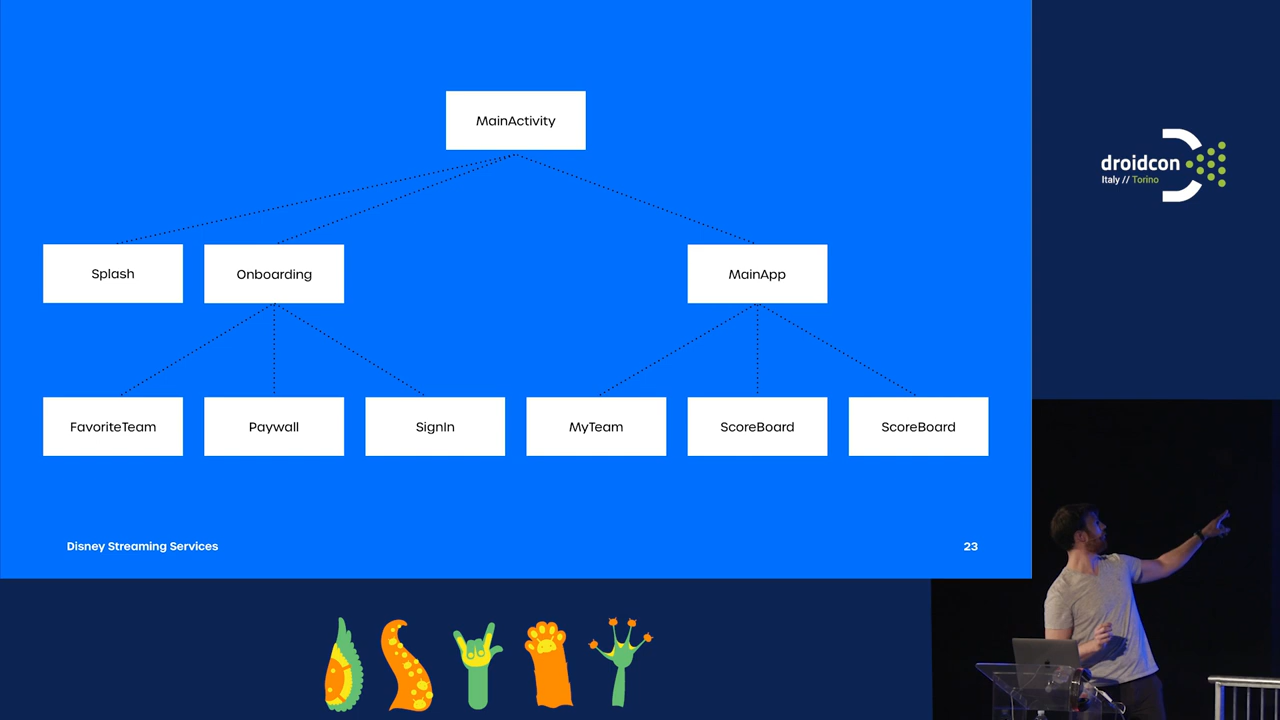 MainActivity
droidcon
Italy // Torino
Splash
Onboarding
MainApp
FavoriteTeam
Paywall
SignIn
MyTeam
ScoreBoard
ScoreBoard
Disney Streaming Services
23